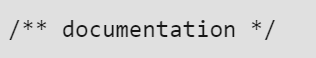 /** documentation */